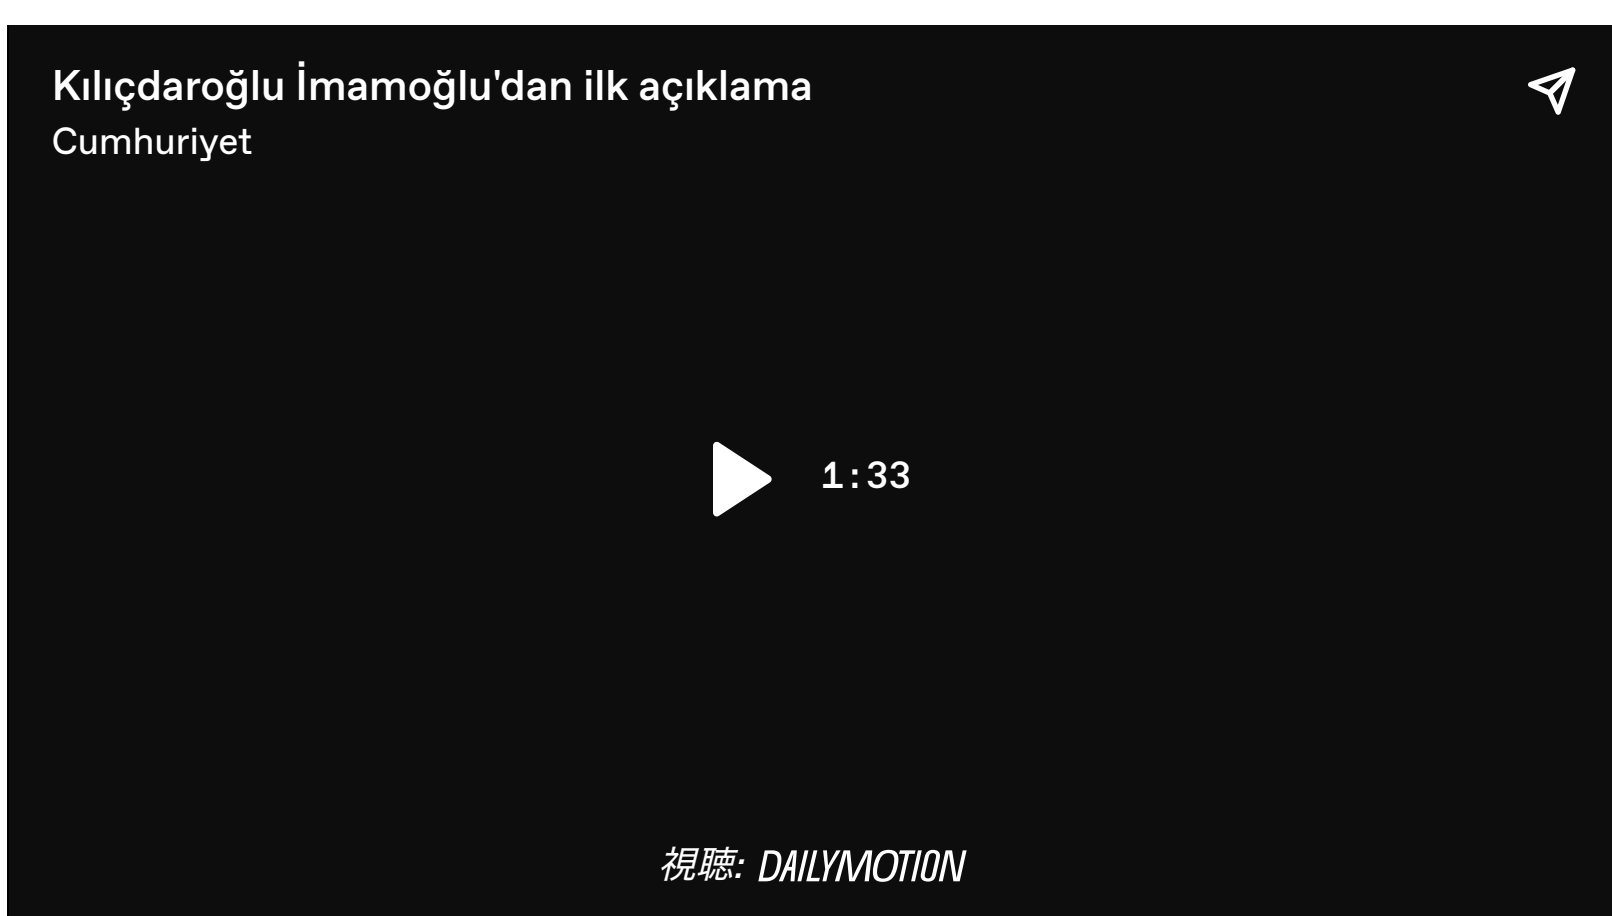 Kılıçdaroğlu İmamoğlu'dan ilk açıklama
Cumhuriyet
1:33
視聴: DAILYMOTION